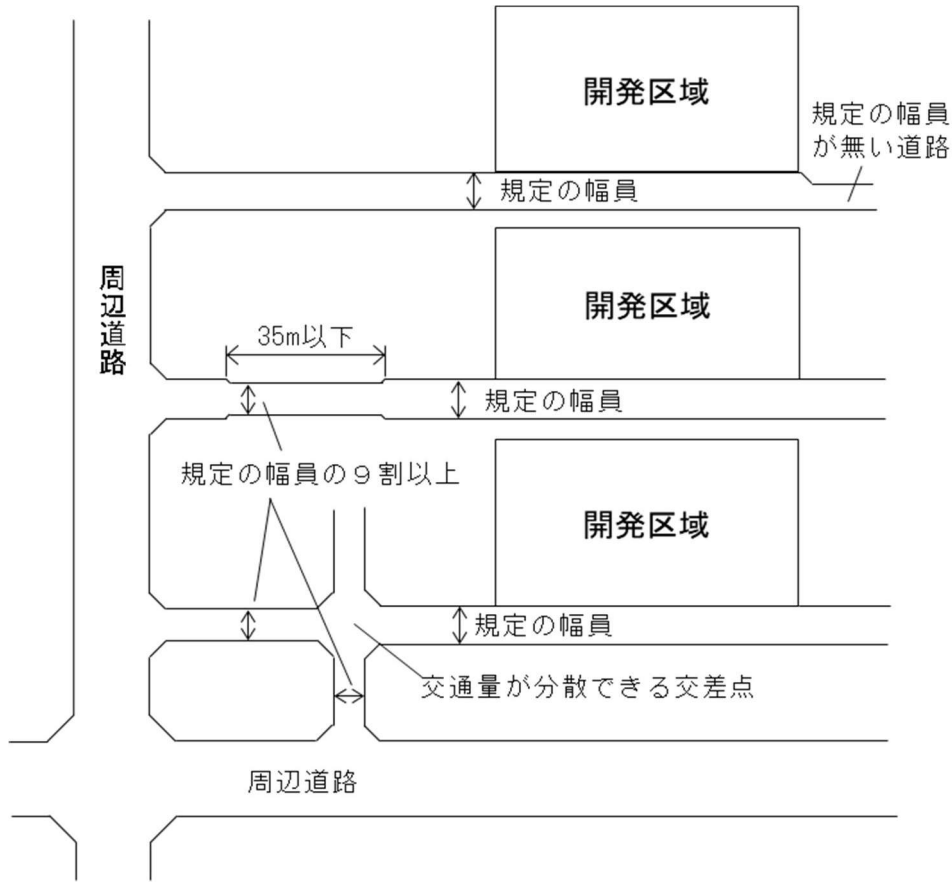 開発区域
規定の幅員
が無い道路
規定の幅員
周辺道路
開発区域
35m以下
規定の幅員
規定の幅員の９割以上
開発区域
規定の幅員
交通量が分散できる交差点
周辺道路